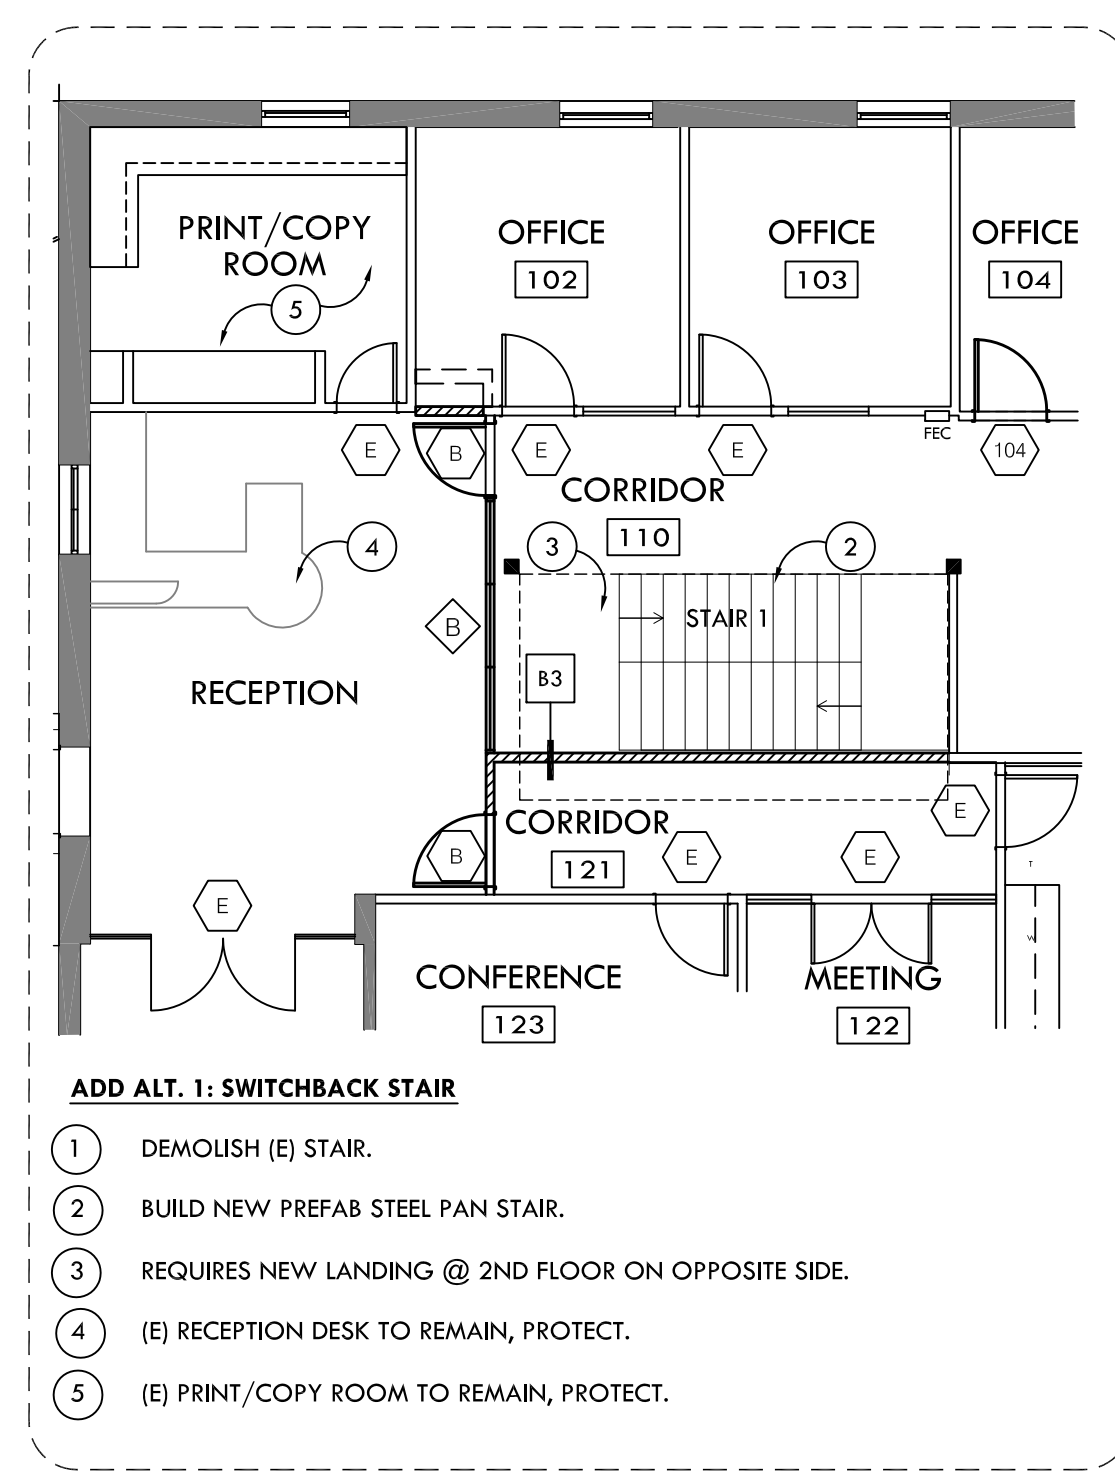 PRINT/COPY
ROOM
5
OFFICE
102
OFFICE
103
OFFICE
104
FEC
E
B
E
E
104
CORRIDOR
110
4
3
2
STAIR 1
B
B3
RECEPTION
CORRIDOR
121
B
E
E
E
E
T
W
CONFERENCE
123
MEETING
122
ADD ALT. 1: SWITCHBACK STAIR
1 DEMOLISH (E) STAIR.
2 BUILD NEW PREFAB STEEL PAN STAIR.
3 REQUIRES NEW LANDING @ 2ND FLOOR ON OPPOSITE SIDE.
4 (E) RECEPTION DESK TO REMAIN, PROTECT.
5 (E) PRINT/COPY ROOM TO REMAIN, PROTECT.